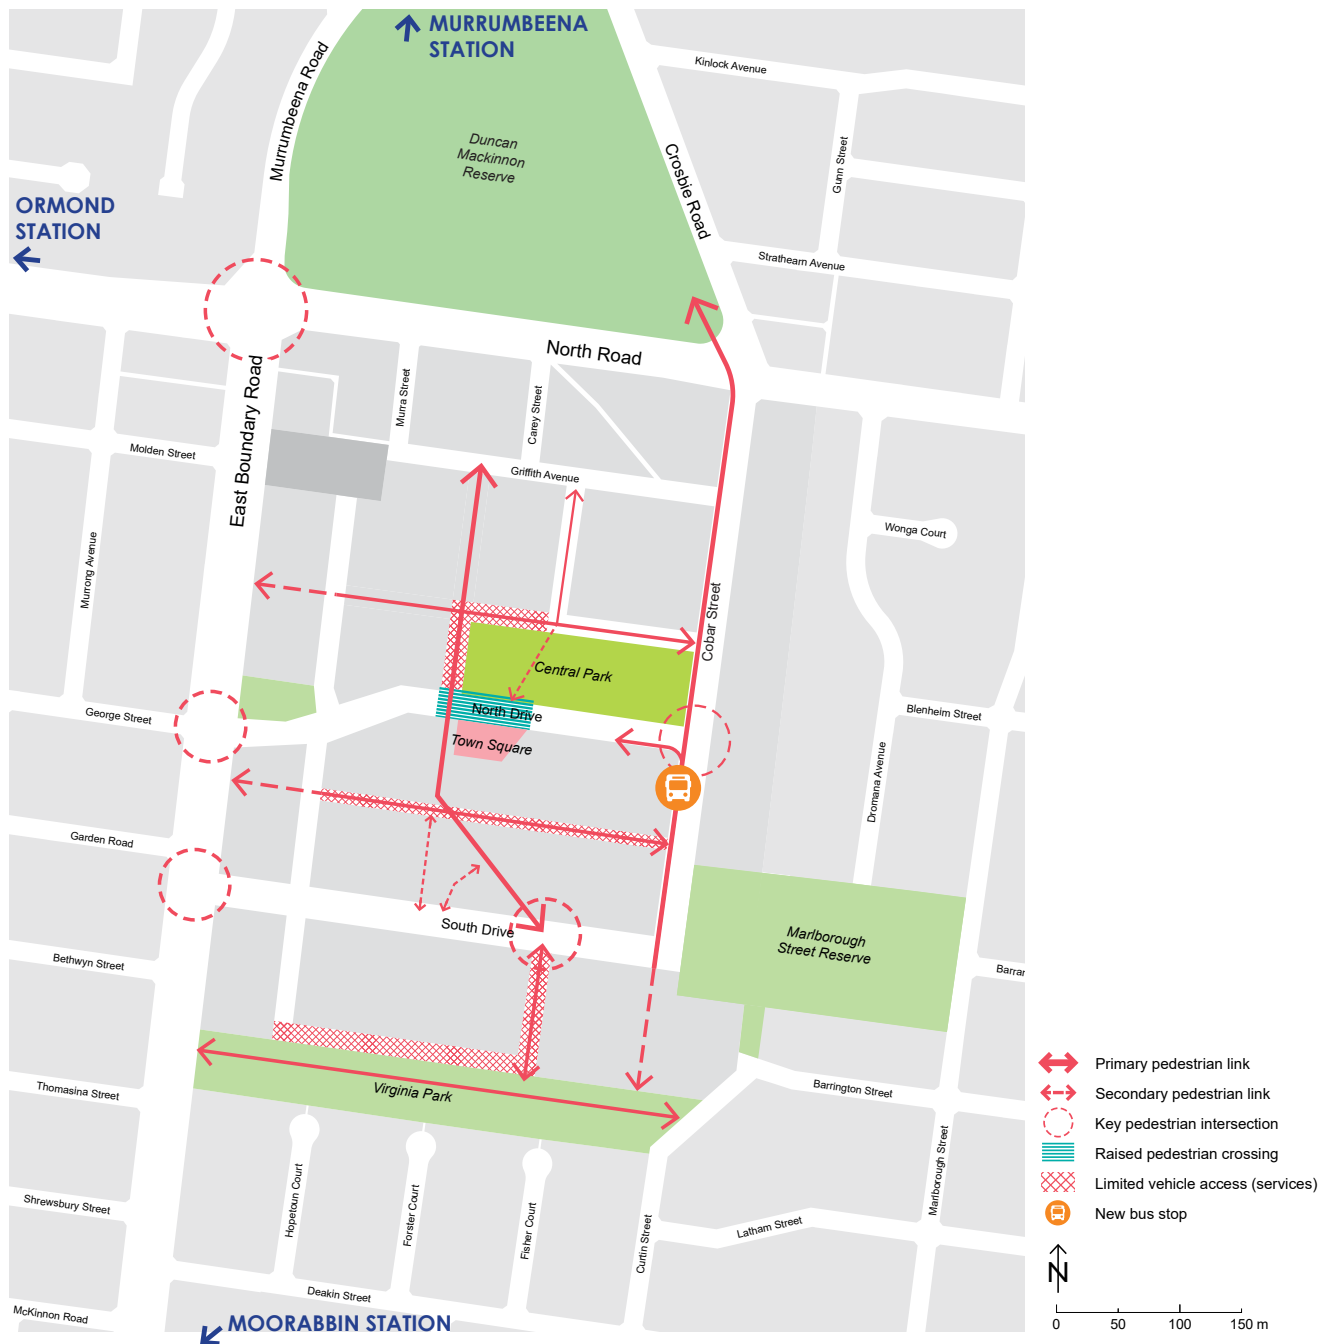 MURRUMBEENA
STATION
Murrumbeena Road
Kinlock Avenue
Duncan
Mackinnon
Reserve
Crosbie Road
Gunn Street
ORMOND
STATION
Strathearn Avenue
North Road
East Boundary Road
Murra Street
Carey Street
Molden Street
Griffith Avenue
Wonga Court
Murrong Avenue
Cobar Street
Central Park
George Street
North Drive
Town Square
Blenheim Street
Dromana Avenue
Garden Road
South Drive
Marlborough
Street Reserve
Bethwyn Street
Barrar
Thomasina Street
Virginia Park
Barrington Street
Marlborough Street
Shrewsbury Street
Hopetoun Court
Forster Court
Fisher Court
Curtin Street
Latham Street
Deakin Street
McKinnon Road
MOORABBIN STATION
Primary pedestrian link
Secondary pedestrian link
Key pedestrian intersection
Raised pedestrian crossing
Limited vehicle access (services)
New bus stop
N
0 50 100 150 m